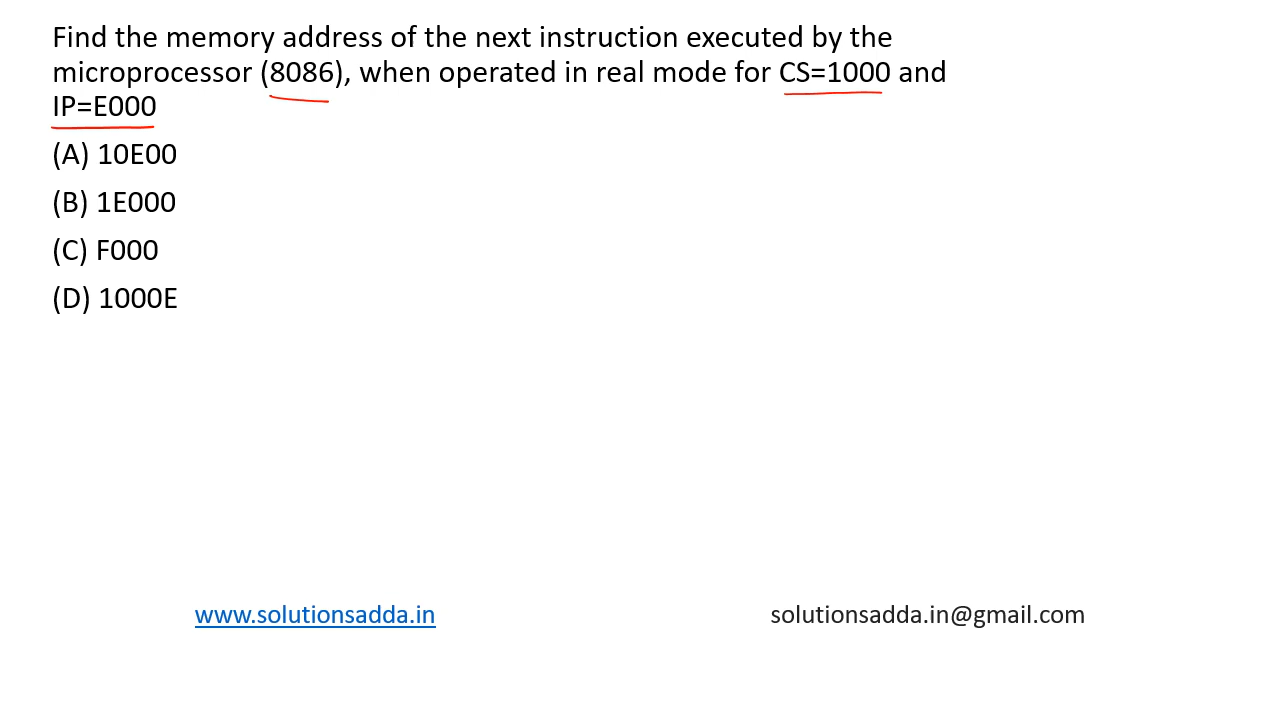 Find the memory address of the next instruction executed by the
microprocessor (8086), when operated in real mode for CS=1000 and
IP=E000
(A) 10E00
(B) 1E000
(C) F000
(D) 1000E
www.solutionsadda.in
solutionsadda.in@gmail.com